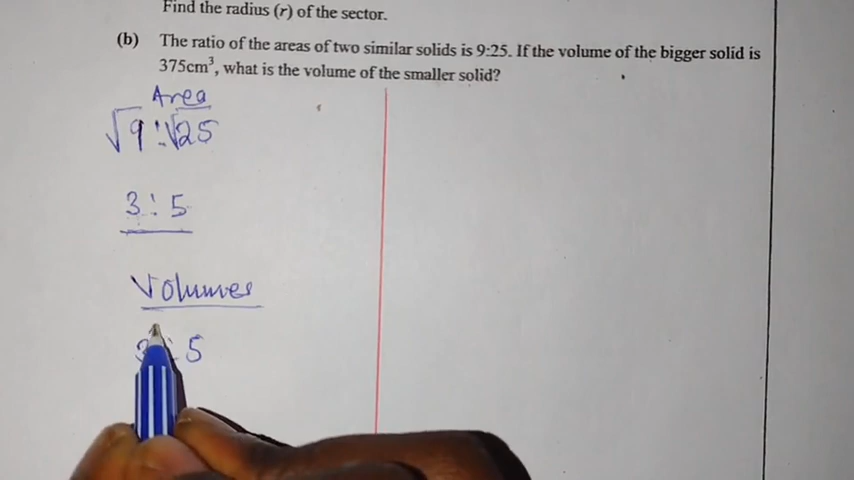 Find the radius (r) of the sector.
(b) The ratio of the areas of two similar solids is 9:25. If the volume of the bigger solid is
375cm³, what is the volume of the smaller solid?
Area
√9 : √25
3 : 5
Volumes
3 : 5